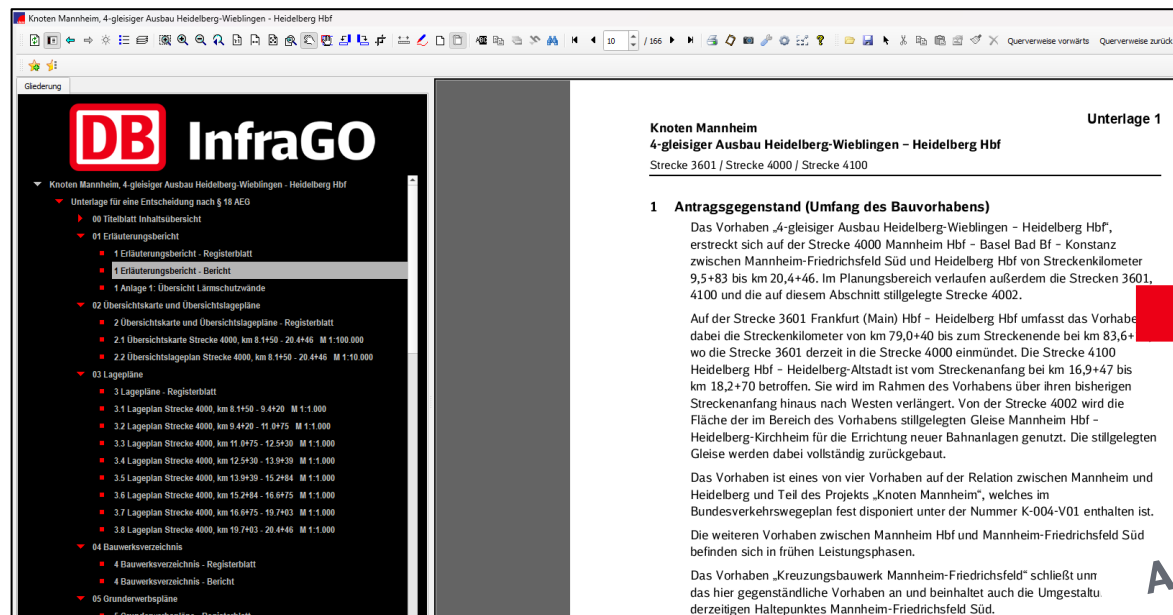 Knoten Mannheim, 4-gleisiger Ausbau Heidelberg-Wieblingen - Heidelberg Hbf
10 / 166 Querverweise vorwärts Querverweise zurück
Gliederung
DB InfraGO
Knoten Mannheim, 4-gleisiger Ausbau Heidelberg-Wieblingen - Heidelberg Hbf
Unterlage für eine Entscheidung nach § 18 AEG
00 Titelblatt Inhaltsübersicht
01 Erläuterungsbericht
1 Erläuterungsbericht - Registerblatt
1 Erläuterungsbericht - Bericht
1 Anlage 1: Übersicht Lärmschutzwände
02 Übersichtskarte und Übersichtslagepläne
2 Übersichtskarte und Übersichtslagepläne - Registerblatt
2.1 Übersichtskarte Strecke 4000, km 8.1+50 - 20.4+46 M 1:100.000
2.2 Übersichtslageplan Strecke 4000, km 8.1+50 - 20.4+46 M 1:10.000
03 Lagepläne
3 Lagepläne - Registerblatt
3.1 Lageplan Strecke 4000, km 8.1+50 - 9.4+20 M 1:1.000
3.2 Lageplan Strecke 4000, km 9.4+20 - 11.0+75 M 1:1.000
3.3 Lageplan Strecke 4000, km 11.0+75 - 12.5+30 M 1:1.000
3.4 Lageplan Strecke 4000, km 12.5+30 - 13.9+39 M 1:1.000
3.5 Lageplan Strecke 4000, km 13.9+39 - 15.2+84 M 1:1.000
3.6 Lageplan Strecke 4000, km 15.2+84 - 16.6+75 M 1:1.000
3.7 Lageplan Strecke 4000, km 16.6+75 - 19.7+03 M 1:1.000
3.8 Lageplan Strecke 4000, km 19.7+03 - 20.4+46 M 1:1.000
04 Bauwerksverzeichnis
4 Bauwerksverzeichnis - Registerblatt
4 Bauwerksverzeichnis - Bericht
05 Grunderwerbspläne
Unterlage 1
Knoten Mannheim
4-gleisiger Ausbau Heidelberg-Wieblingen – Heidelberg Hbf
Strecke 3601 / Strecke 4000 / Strecke 4100
1 Antragsgegenstand (Umfang des Bauvorhabens)
Das Vorhaben „4-gleisiger Ausbau Heidelberg-Wieblingen – Heidelberg Hbf“,
erstreckt sich auf der Strecke 4000 Mannheim Hbf – Basel Bad Bf – Konstanz
zwischen Mannheim-Friedrichsfeld Süd und Heidelberg Hbf von Streckenkilometer
9,5+83 bis km 20,4+46. Im Planungsbereich verlaufen außerdem die Strecken 3601,
4100 und die auf diesem Abschnitt stillgelegte Strecke 4002.
Auf der Strecke 3601 Frankfurt (Main) Hbf – Heidelberg Hbf umfasst das Vorhabe
dabei die Streckenkilometer von km 79,0+40 bis zum Streckenende bei km 83,6+
wo die Strecke 3601 derzeit in die Strecke 4000 einmündet. Die Strecke 4100
Heidelberg Hbf – Heidelberg-Altstadt ist vom Streckenanfang bei km 16,9+47 bis
km 18,2+70 betroffen. Sie wird im Rahmen des Vorhabens über ihren bisherigen
Streckenanfang hinaus nach Westen verlängert. Von der Strecke 4002 wird die
Fläche der im Bereich des Vorhabens stillgelegten Gleise Mannheim Hbf –
Heidelberg-Kirchheim für die Errichtung neuer Bahnanlagen genutzt. Die stillgelegten
Gleise werden dabei vollständig zurückgebaut.
Das Vorhaben ist eines von vier Vorhaben auf der Relation zwischen Mannheim und
Heidelberg und Teil des Projekts „Knoten Mannheim“, welches im
Bundesverkehrswegeplan fest disponiert unter der Nummer K-004-V01 enthalten ist.
Die weiteren Vorhaben zwischen Mannheim Hbf und Mannheim-Friedrichsfeld Süd
befinden sich in frühen Leistungsphasen.
Das Vorhaben „Kreuzungsbauwerk Mannheim-Friedrichsfeld“ schließt
das hier gegenständliche Vorhaben an und beinhaltet auch die Umgestaltu
derzeitigen Haltepunktes Mannheim-Friedrichsfeld Süd.